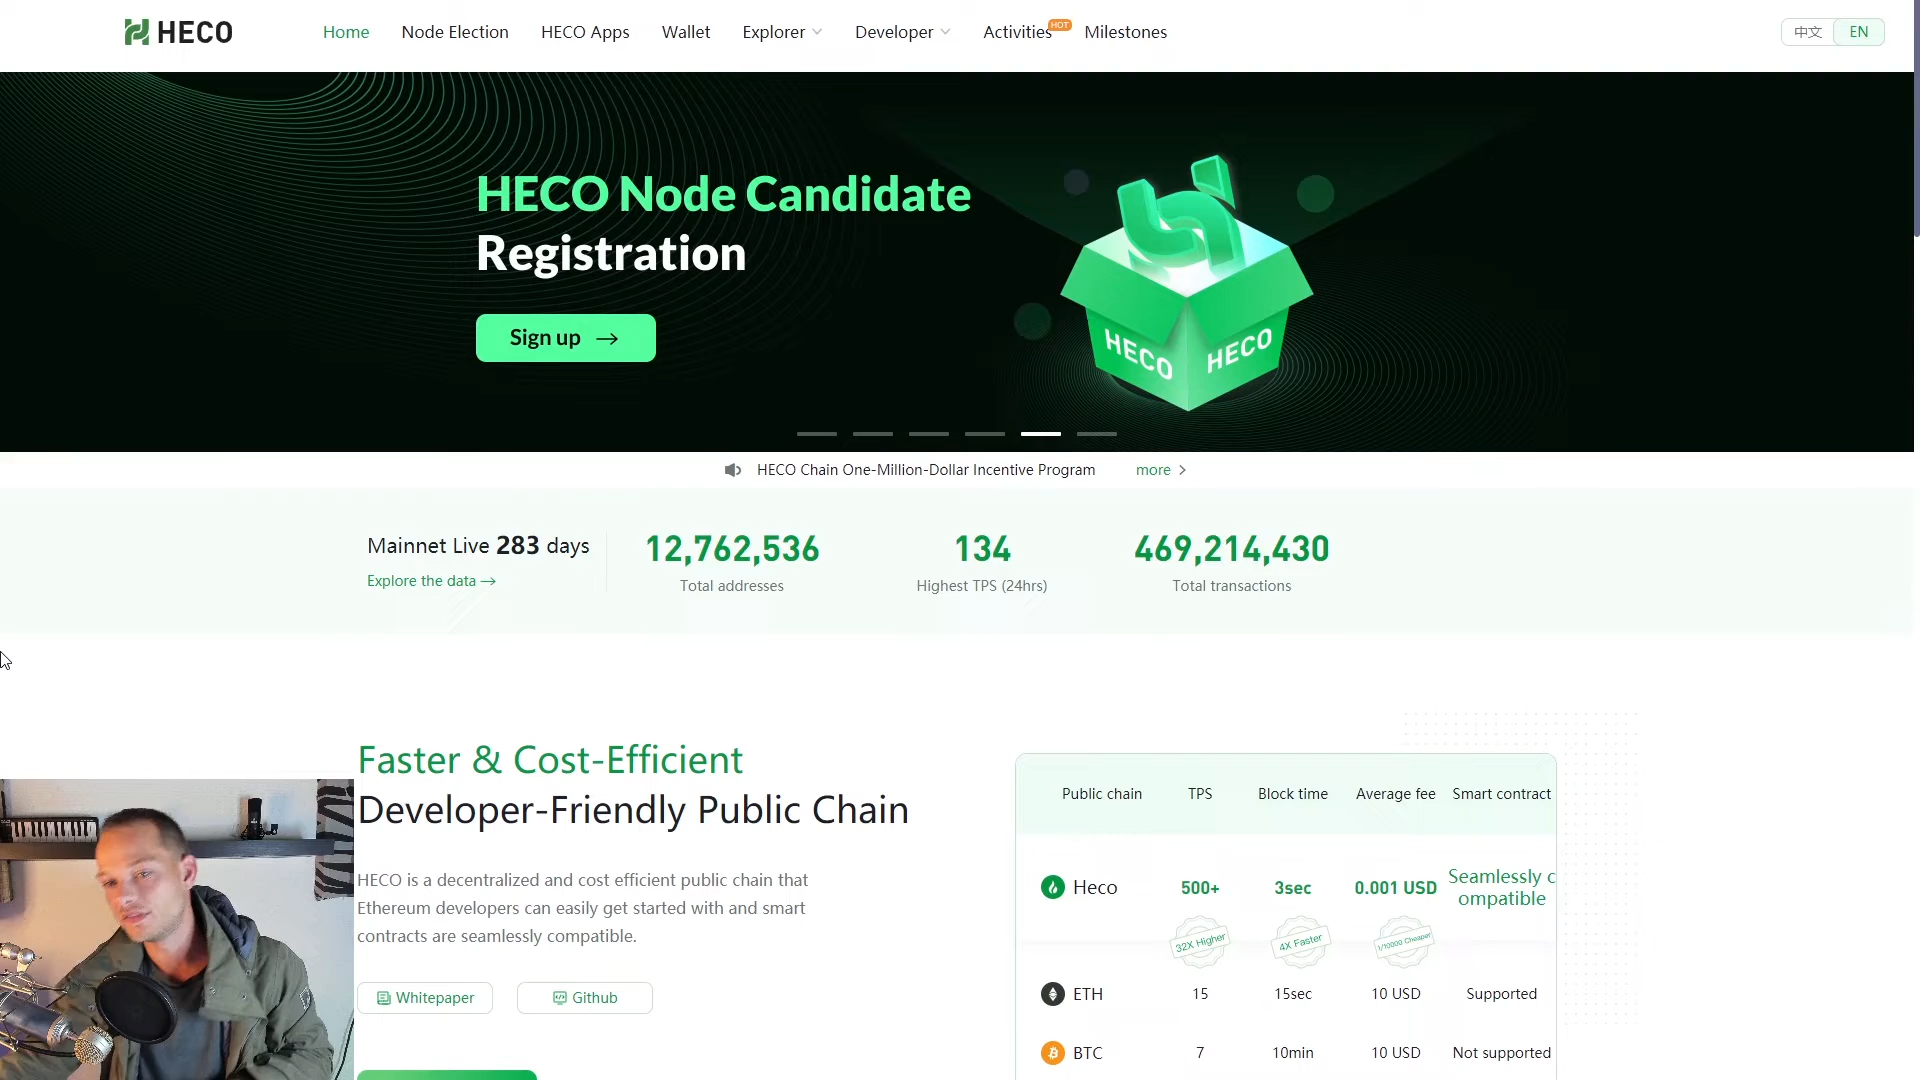 HECO
Home
Node Election
HECO Apps
Wallet
Explorer
Developer
Activities
HOT
Milestones
中文
EN
HECO Node Candidate
Registration
Sign up
HECO HECO
HECO Chain One-Million-Dollar Incentive Program
more
Mainnet Live 283 days
Explore the data
12,762,536
Total addresses
134
Highest TPS (24hrs)
469,214,430
Total transactions
Faster & Cost-Efficient
Developer-Friendly Public Chain
HECO is a decentralized and cost efficient public chain that
Ethereum developers can easily get started with and smart
contracts are seamlessly compatible.
Whitepaper
Github
Public chain TPS Block time Average fee Smart contract
Heco 500+ 3sec 0.001 USD Seamlessly c
ompatible
32X Higher 4X Faster 1/10000 Cheaper
ETH 15 15sec 10 USD Supported
BTC 7 10min 10 USD Not supported